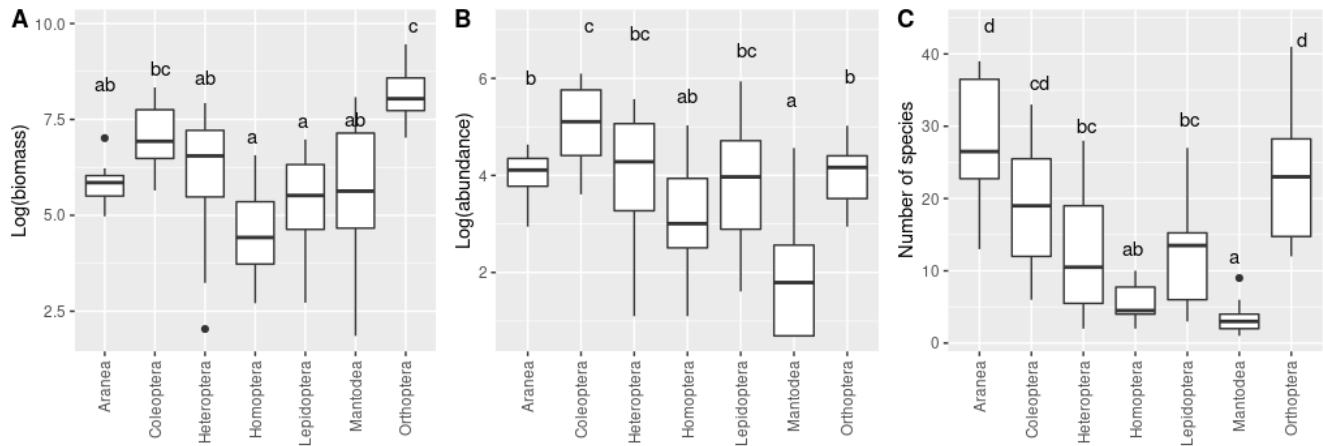 A
Log(biomass)
10.0
7.5
5.0
2.5
ab
bc
ab
a
a
ab
c
Aranea
Coleoptera
Heteroptera
Homoptera
Lepidoptera
Mantodea
Orthoptera
B
Log(abundance)
6
4
2
b
c
bc
ab
bc
a
b
Aranea
Coleoptera
Heteroptera
Homoptera
Lepidoptera
Mantodea
Orthoptera
C
Number of species
40
30
20
10
0
d
cd
bc
ab
bc
a
d
Aranea
Coleoptera
Heteroptera
Homoptera
Lepidoptera
Mantodea
Orthoptera